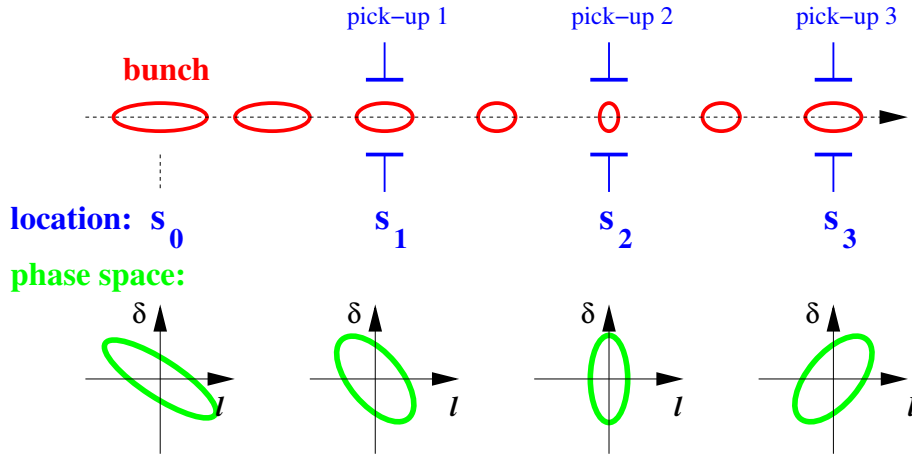 pick-up 1 pick-up 2 pick-up 3
bunch
location: s0 s1 s2 s3
phase space:
δ δ δ δ
l l l l